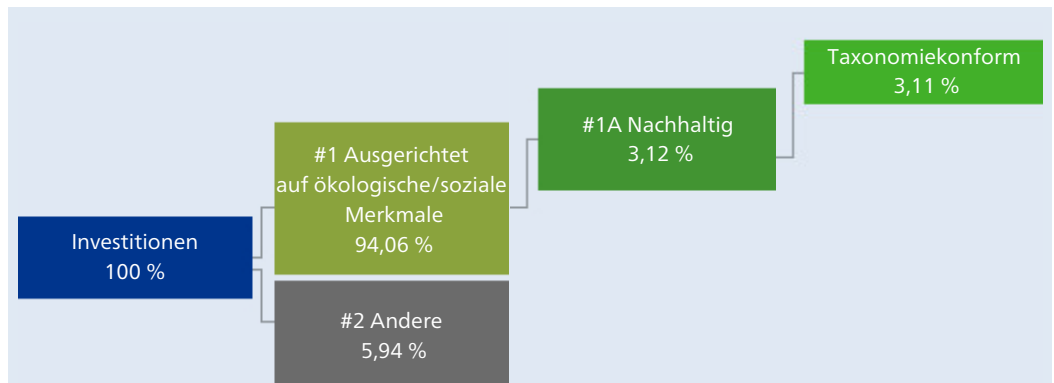 Investitionen
100 %
#1 Ausgerichtet
auf ökologische/soziale
Merkmale
94,06 %
#2 Andere
5,94 %
#1A Nachhaltig
3,12 %
Taxonomiekonform
3,11 %